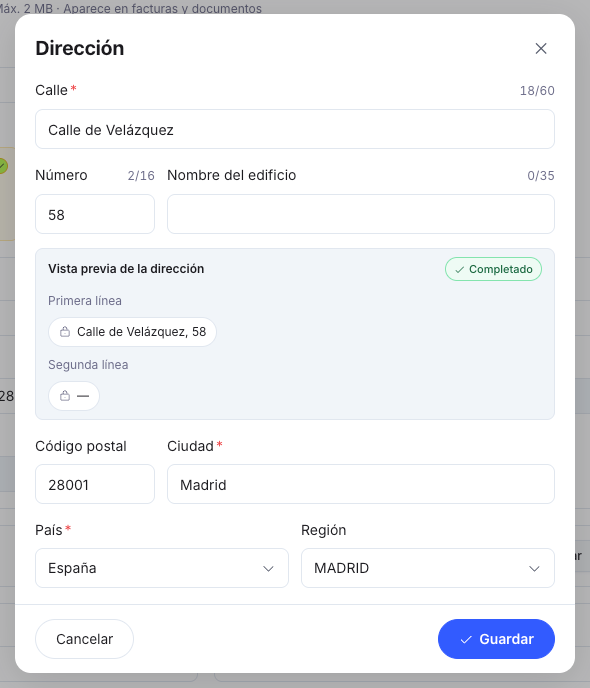 Máx. 2 MB · Aparece en facturas y documentos
Dirección
Calle* 18/60
Calle de Velázquez
Número 2/16 Nombre del edificio 0/35
58
Vista previa de la dirección Completado
Primera línea
Calle de Velázquez, 58
Segunda línea
—
Código postal Ciudad*
28001 Madrid
País* Región
España MADRID
Cancelar Guardar